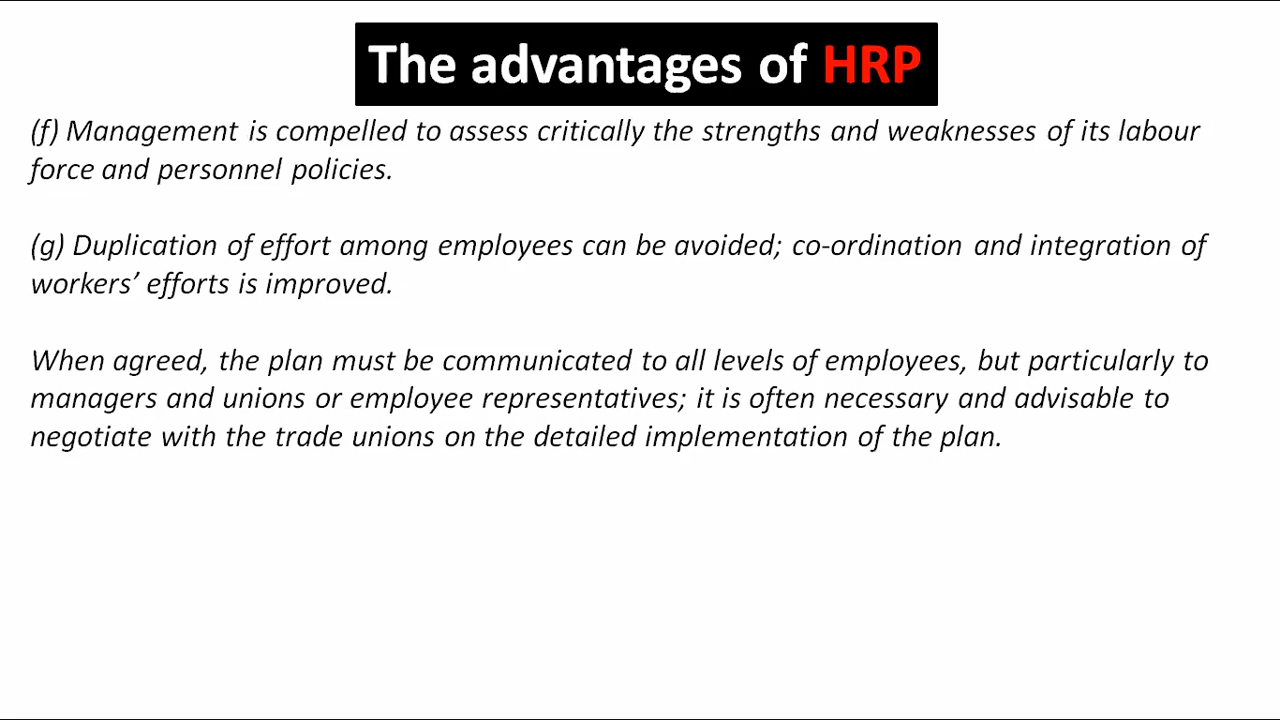 The advantages of HRP
(f) Management is compelled to assess critically the strengths and weaknesses of its labour
force and personnel policies.
(g) Duplication of effort among employees can be avoided; co-ordination and integration of
workers’ efforts is improved.
When agreed, the plan must be communicated to all levels of employees, but particularly to
managers and unions or employee representatives; it is often necessary and advisable to
negotiate with the trade unions on the detailed implementation of the plan.